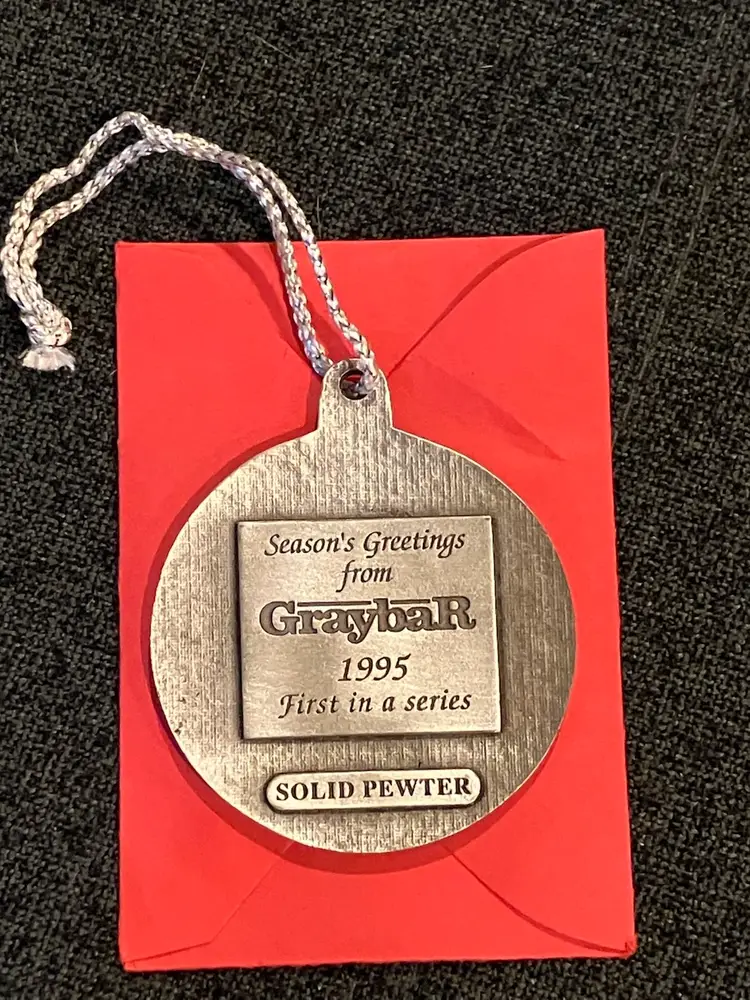 Season's Greetings
from
GraybaR
1995
First in a series
SOLID PEWTER